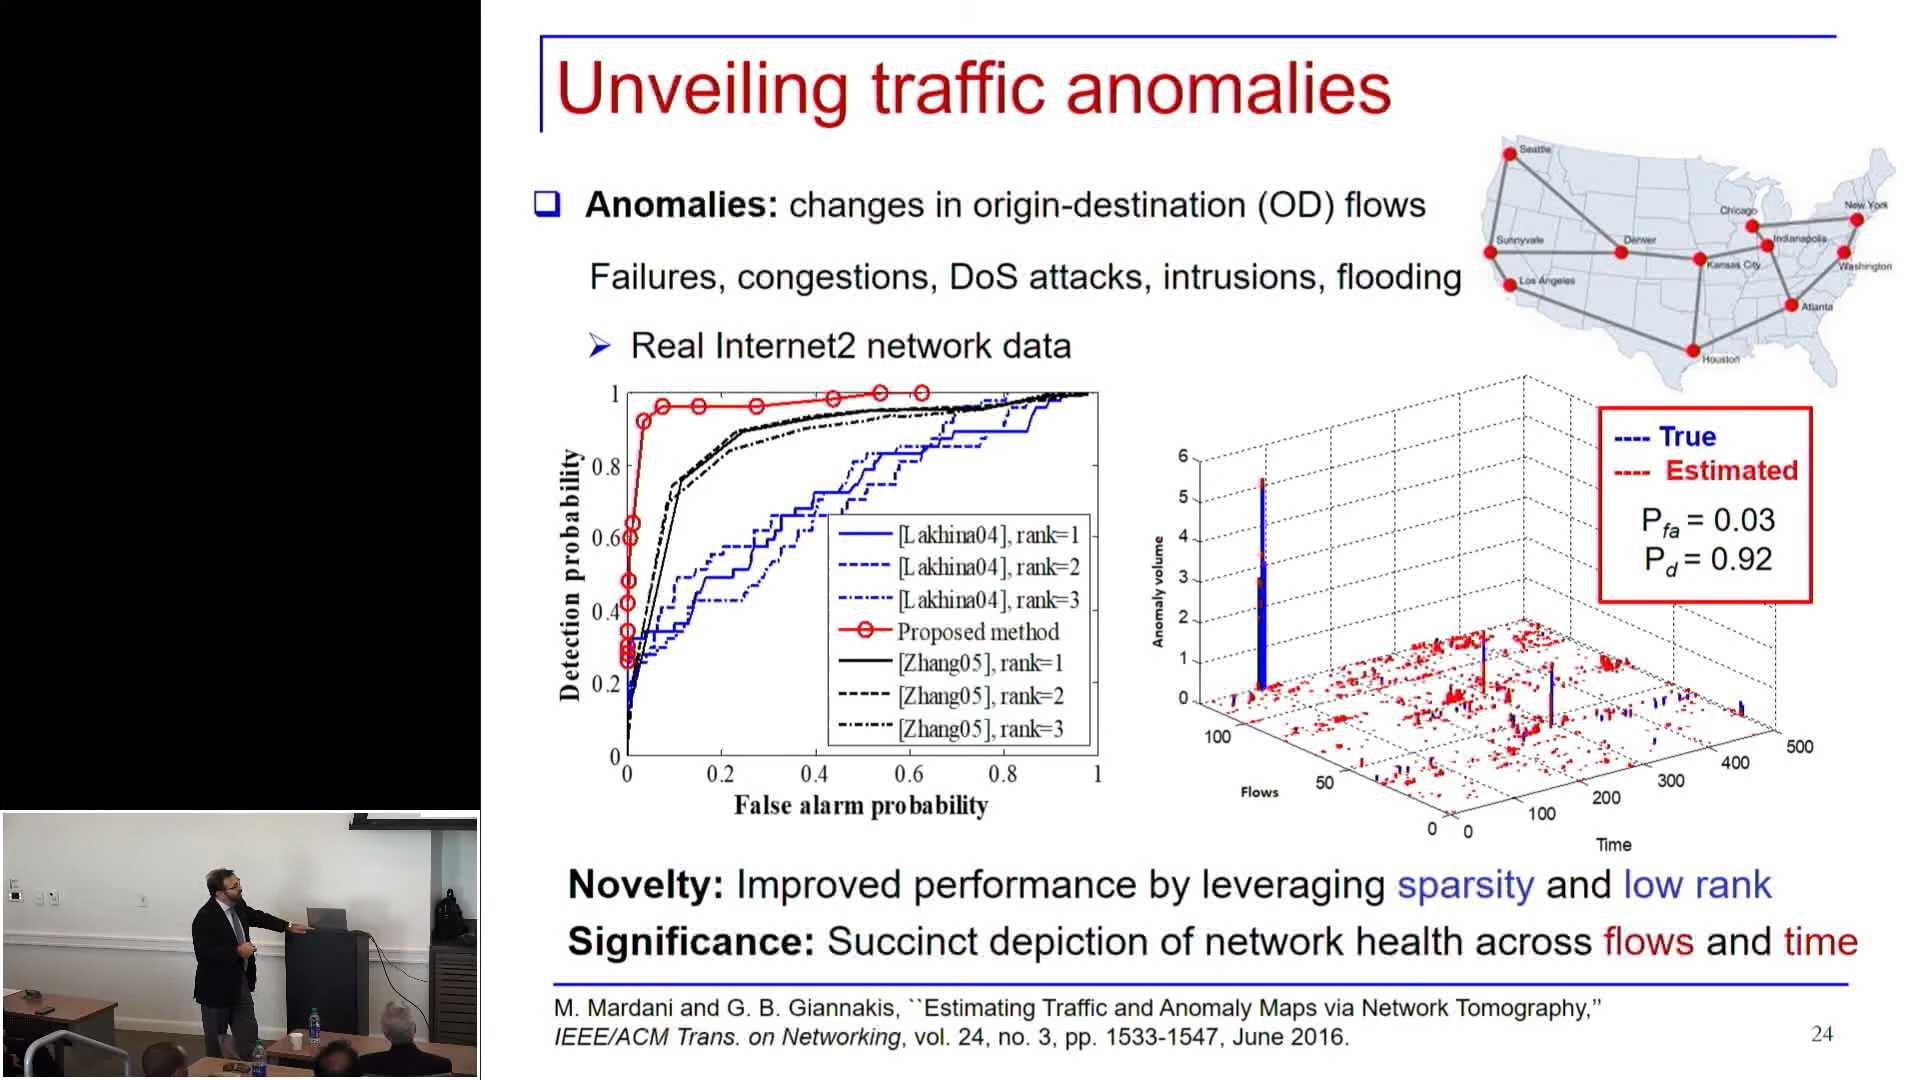 Unveiling traffic anomalies
Anomalies: changes in origin-destination (OD) flows
Failures, congestions, DoS attacks, intrusions, flooding
Real Internet2 network data
Seattle
Sunnyvale
Los Angeles
Denver
Kansas City
Houston
Chicago
Indianapolis
New York
Washington
Atlanta
Detection probability
1
0.8
0.6
0.4
0.2
0
0 0.2 0.4 0.6 0.8 1
False alarm probability
[Lakhina04], rank=1
[Lakhina04], rank=2
[Lakhina04], rank=3
Proposed method
[Zhang05], rank=1
[Zhang05], rank=2
[Zhang05], rank=3
Anomaly volume
6
5
4
3
2
1
0
100
50
0
Flows
0
100
200
300
400
500
Time
---- True
---- Estimated
Pfa = 0.03
Pd = 0.92
Novelty: Improved performance by leveraging sparsity and low rank
Significance: Succinct depiction of network health across flows and time
M. Mardani and G. B. Giannakis, ``Estimating Traffic and Anomaly Maps via Network Tomography,''
IEEE/ACM Trans. on Networking, vol. 24, no. 3, pp. 1533-1547, June 2016.
24